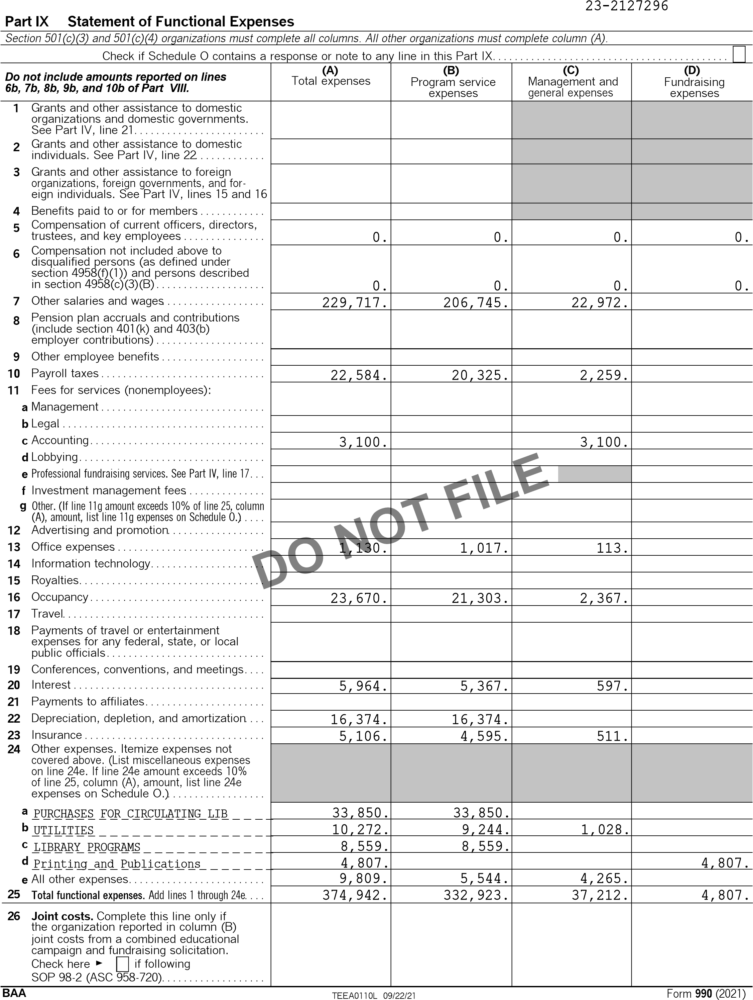 23-2127296
Part IX Statement of Functional Expenses
Section 501(c)(3) and 501(c)(4) organizations must complete all columns. All other organizations must complete column (A).
Check if Schedule O contains a response or note to any line in this Part IX
Do not include amounts reported on lines
6b, 7b, 8b, 9b, and 10b of Part VIII.
(A)
Total expenses
(B)
Program service
expenses
(C)
Management and
general expenses
(D)
Fundraising
expenses
1 Grants and other assistance to domestic
organizations and domestic governments.
See Part IV, line 21
2 Grants and other assistance to domestic
individuals. See Part IV, line 22
3 Grants and other assistance to foreign
organizations, foreign governments, and for-
eign individuals. See Part IV, lines 15 and 16
4 Benefits paid to or for members
5 Compensation of current officers, directors,
trustees, and key employees 0. 0. 0. 0.
6 Compensation not included above to
disqualified persons (as defined under
section 4958(f)(1)) and persons described
in section 4958(c)(3)(B) 0. 0. 0. 0.
7 Other salaries and wages 229,717. 206,745. 22,972.
8 Pension plan accruals and contributions
(include section 401(k) and 403(b)
employer contributions)
9 Other employee benefits
10 Payroll taxes 22,584. 20,325. 2,259.
11 Fees for services (nonemployees):
a Management
b Legal
c Accounting 3,100. 3,100.
d Lobbying
e Professional fundraising services. See Part IV, line 17
f Investment management fees
g Other. (If line 11g amount exceeds 10% of line 25, column
(A), amount, list line 11g expenses on Schedule O.)
12 Advertising and promotion
13 Office expenses 1,130. 1,017. 113.
14 Information technology
15 Royalties
16 Occupancy 23,670. 21,303. 2,367.
17 Travel
18 Payments of travel or entertainment
expenses for any federal, state, or local
public officials
19 Conferences, conventions, and meetings
20 Interest 5,964. 5,367. 597.
21 Payments to affiliates
22 Depreciation, depletion, and amortization 16,374. 16,374.
23 Insurance 5,106. 4,595. 511.
24 Other expenses. Itemize expenses not
covered above. (List miscellaneous expenses
on line 24e. If line 24e amount exceeds 10%
of line 25, column (A), amount, list line 24e
expenses on Schedule O.)
a PURCHASES FOR CIRCULATING LIB 33,850. 33,850.
b UTILITIES 10,272. 9,244. 1,028.
c LIBRARY PROGRAMS 8,559. 8,559.
d Printing and Publications 4,807. 4,807.
e All other expenses 9,809. 5,544. 4,265.
25 Total functional expenses. Add lines 1 through 24e 374,942. 332,923. 37,212. 4,807.
26 Joint costs. Complete this line only if
the organization reported in column (B)
joint costs from a combined educational
campaign and fundraising solicitation.
Check here ► if following
SOP 98-2 (ASC 958-720)
DO NOT FILE
BAA TEEA0110L 09/22/21 Form 990 (2021)